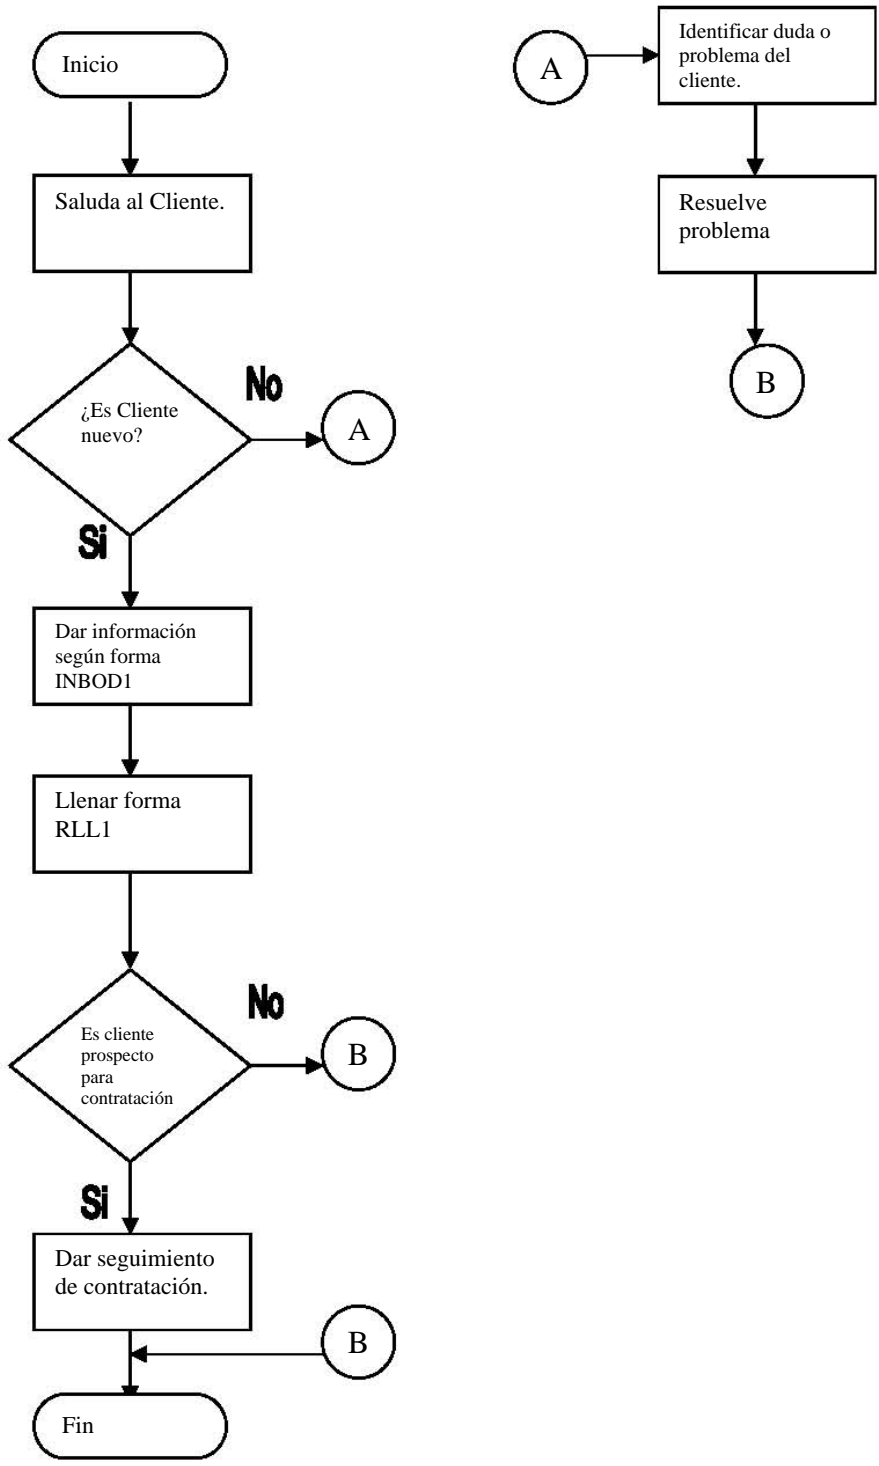 Inicio
Saluda al Cliente.
¿Es Cliente
nuevo?
No
A
Si
Dar información
según forma
INBOD1
Llenar forma
RLL1
Es cliente
prospecto
para
contratación
No
B
Si
Dar seguimiento
de contratación.
B
Fin
A
Identificar duda o
problema del
cliente.
Resuelve
problema
B